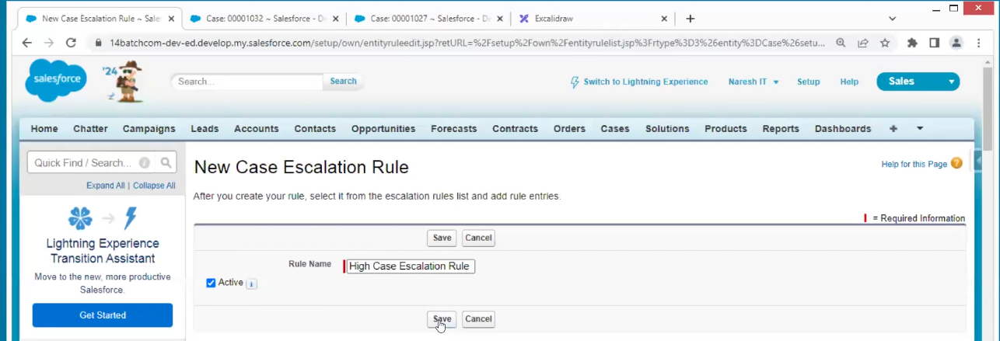 New Case Escalation Rule ~ Sale
Case: 00001032 ~ Salesforce - D
Case: 00001027 ~ Salesforce - D
Excalidraw
14batchcom-dev-ed.develop.my.salesforce.com/setup/own/entityruleedit.jsp?retURL=%2Fsetup%2Fown%2Fentityrulelist.jsp%3Frtype%3D3%26entity%3DCase%26setu...
salesforce
'24
Search...
Search
Switch to Lightning Experience
Naresh IT
Setup
Help
Sales
Home Chatter Campaigns Leads Accounts Contacts Opportunities Forecasts Contracts Orders Cases Solutions Products Reports Dashboards +
Quick Find / Search...
Expand All | Collapse All
Lightning Experience
Transition Assistant
Move to the new, more productive
Salesforce.
Get Started
New Case Escalation Rule
Help for this Page
After you create your rule, select it from the escalation rules list and add rule entries.
= Required Information
Save Cancel
Rule Name High Case Escalation Rule
Active
Save Cancel